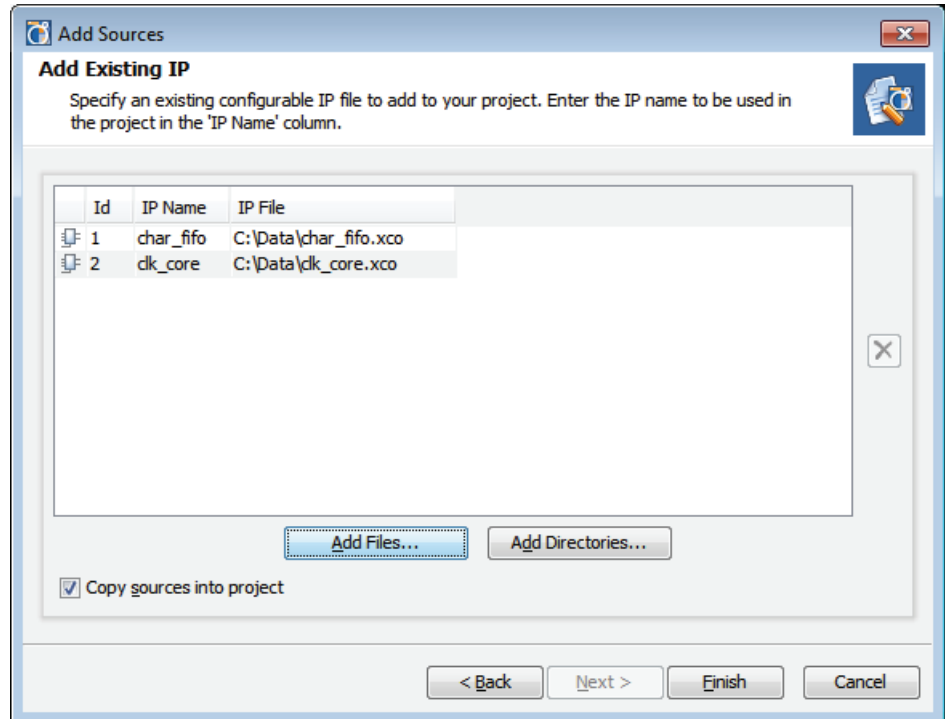 Add Sources
Add Existing IP
Specify an existing configurable IP file to add to your project. Enter the IP name to be used in
the project in the 'IP Name' column.
Id IP Name IP File
1 char_fifo C:\Data\char_fifo.xco
2 clk_core C:\Data\clk_core.xco
Add Files... Add Directories...
Copy sources into project
< Back Next > Finish Cancel